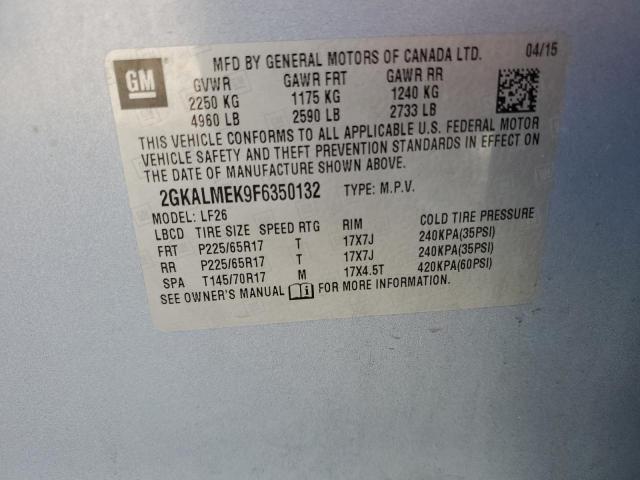 MFD BY GENERAL MOTORS OF CANADA LTD. 04/15
GM
GVWR GAWR FRT GAWR RR
2250 KG 1175 KG 1240 KG
4960 LB 2590 LB 2733 LB
THIS VEHICLE CONFORMS TO ALL APPLICABLE U.S. FEDERAL MOTOR
VEHICLE SAFETY AND THEFT PREVENTION STANDARDS IN EFFECT ON
THE DATE OF MANUFACTURE SHOWN ABOVE.
2GKALMEK9F6350132 TYPE: M.P.V.
MODEL: LF26
LBCD TIRE SIZE SPEED RTG RIM COLD TIRE PRESSURE
FRT P225/65R17 T 17X7J 240KPA(35PSI)
RR P225/65R17 T 17X7J 240KPA(35PSI)
SPA T145/70R17 M 17X4.5T 420KPA(60PSI)
SEE OWNER'S MANUAL FOR MORE INFORMATION.